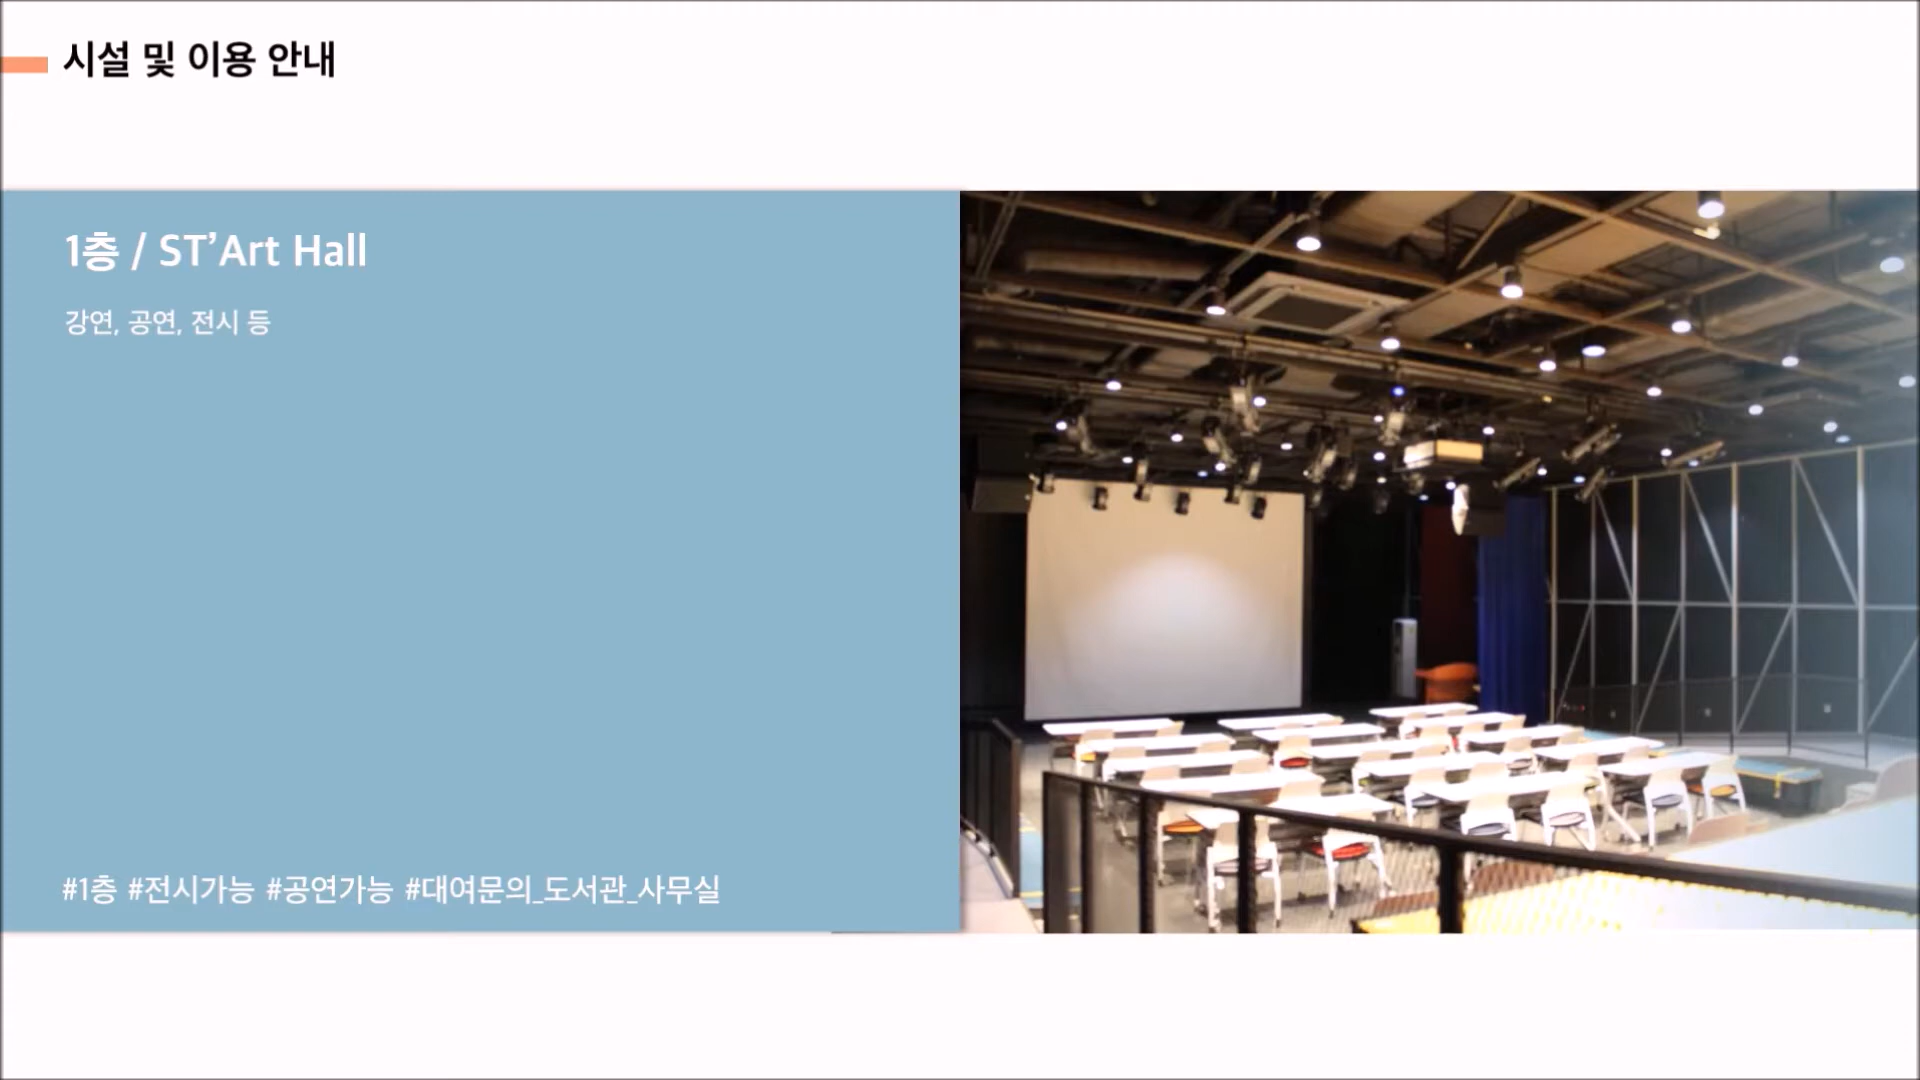 시설 및 이용 안내
1층 / ST’Art Hall
강연, 공연, 전시 등
#1층 #전시가능 #공연가능 #대여문의_도서관_사무실